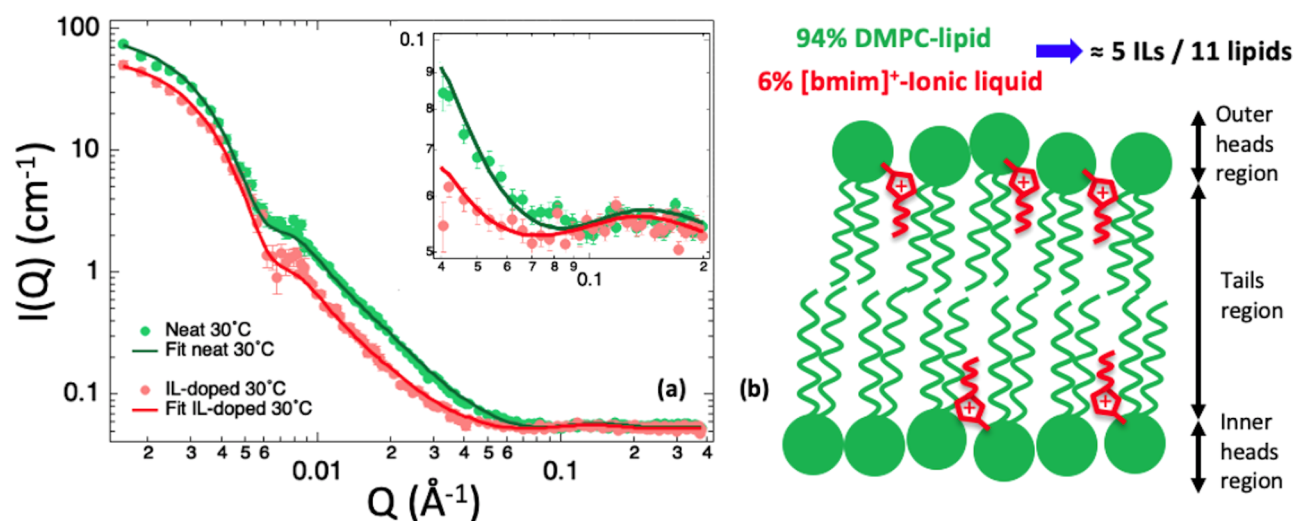 I(Q) (cm-1)
100
10
1
0.1
2
3
4
5
6
0.01
2
3
4
5
6
0.1
2
3
4
Q (Å-1)
0.1
9
8
7
6
5
4
5
6
7
8
9
0.1
2
Neat 30˚C
Fit neat 30˚C
IL-doped 30˚C
Fit IL-doped 30˚C
(a)
94% DMPC-lipid
6% [bmim]+-Ionic liquid
≈ 5 ILs / 11 lipids
(b)
+
+
+
+
+
Outer
heads
region
Tails
region
Inner
heads
region